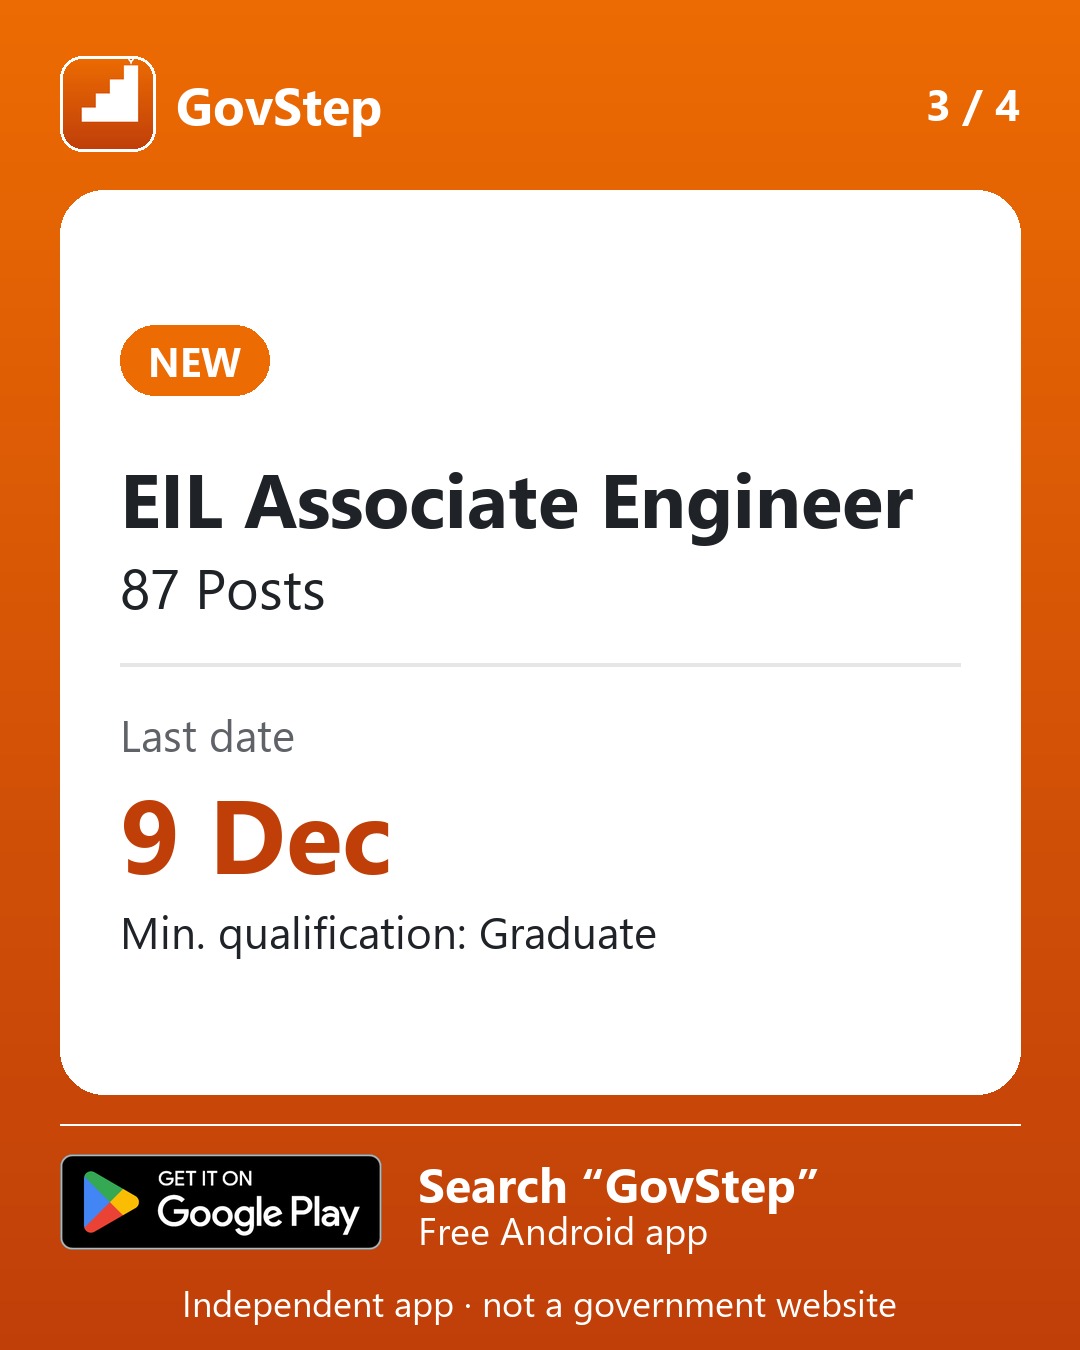 GovStep
3 / 4
NEW
EIL Associate Engineer
87 Posts
Last date
9 Dec
Min. qualification: Graduate
GET IT ON
Google Play
Search “GovStep”
Free Android app
Independent app · not a government website